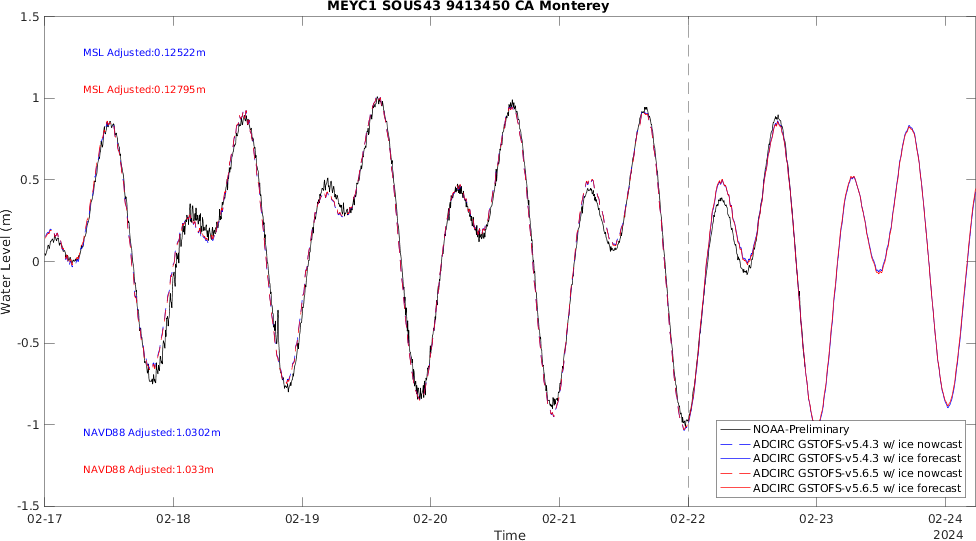 MEYC1 SOUS43 9413450 CA Monterey
1.5
1
0.5
0
-0.5
-1
-1.5
Water Level (m)
MSL Adjusted:0.12522m
MSL Adjusted:0.12795m
NAVD88 Adjusted:1.0302m
NAVD88 Adjusted:1.033m
NOAA-Preliminary
ADCIRC GSTOFS-v5.4.3 w/ ice nowcast
ADCIRC GSTOFS-v5.4.3 w/ ice forecast
ADCIRC GSTOFS-v5.6.5 w/ ice nowcast
ADCIRC GSTOFS-v5.6.5 w/ ice forecast
02-17 02-18 02-19 02-20 02-21 02-22 02-23 02-24
Time
2024